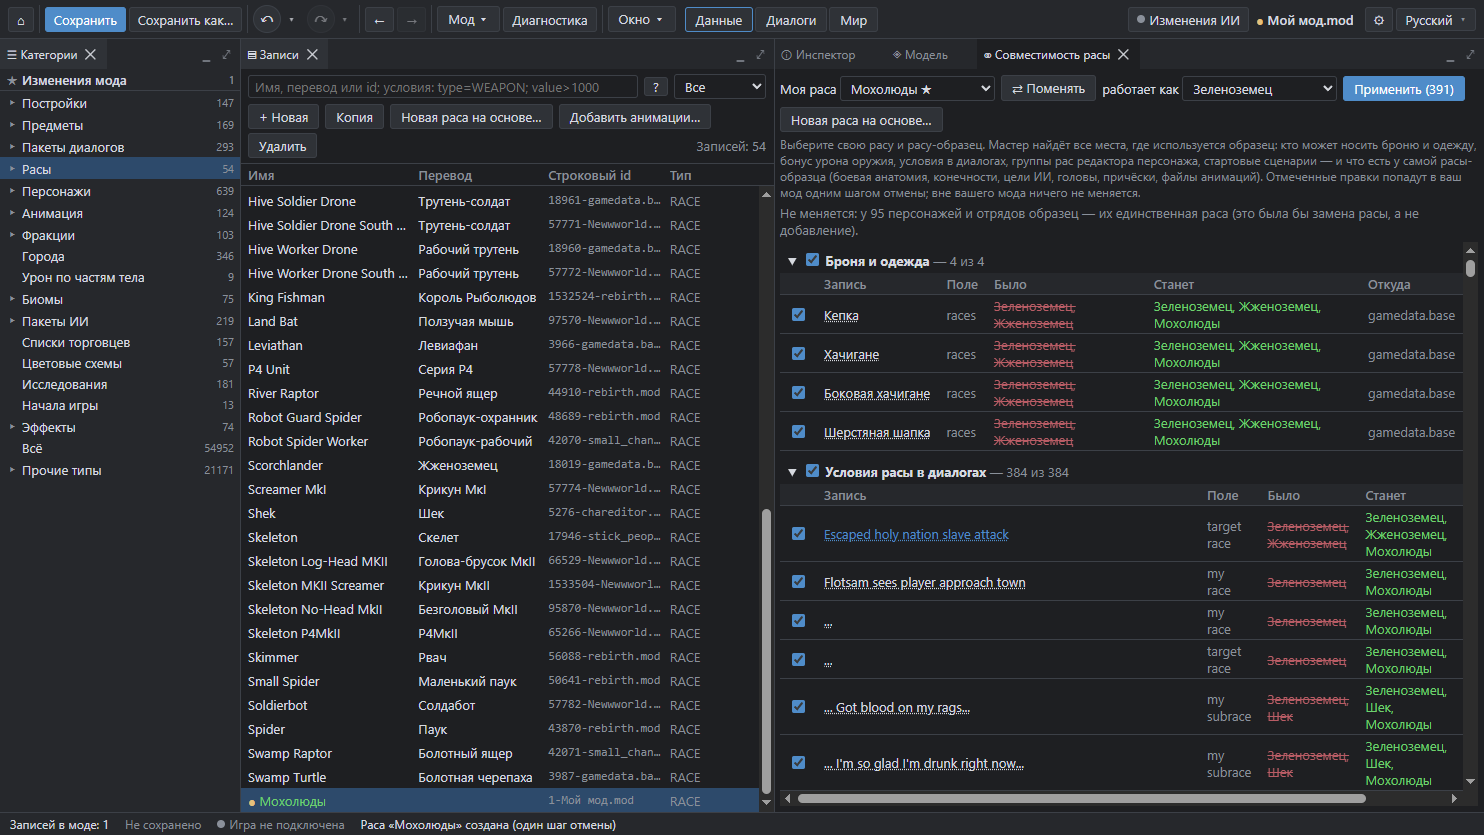 Сохранить Сохранить как... Мод Диагностика Окно Данные Диалоги Мир Изменения ИИ Мой мод.mod Русский
Категории
Изменения мода 1
Постройки 147
Предметы 169
Пакеты диалогов 293
Расы 54
Персонажи 639
Анимация 124
Фракции 103
Города 346
Урон по частям тела 9
Биомы 75
Пакеты ИИ 219
Списки торговцев 157
Цветовые схемы 57
Исследования 181
Начала игры 13
Эффекты 74
Всё 54952
Прочие типы 21171
Записи
Имя, перевод или id; условия: type=WEAPON; value>1000 ? Все
+ Новая Копия Новая раса на основе... Добавить анимации...
Удалить Записей: 54
Имя Перевод Строковый id Тип
Hive Soldier Drone Трутень-солдат 18961-gamedata.b... RACE
Hive Soldier Drone South ... Трутень-солдат 57771-Newwworld.... RACE
Hive Worker Drone Рабочий трутень 18960-gamedata.b... RACE
Hive Worker Drone South ... Рабочий трутень 57772-Newwworld.... RACE
King Fishman Король Рыболюдов 1532524-rebirth.... RACE
Land Bat Ползучая мышь 97570-Newwworld.... RACE
Leviathan Левиафан 3966-gamedata.ba... RACE
P4 Unit Серия P4 57778-Newwworld.... RACE
River Raptor Речной ящер 44910-rebirth.mod RACE
Robot Guard Spider Робопаук-охранник 48689-rebirth.mod RACE
Robot Spider Worker Робопаук-рабочий 42070-small_chan... RACE
Scorchlander Жженоземец 18019-gamedata.b... RACE
Screamer MkI Крикун МкI 57774-Newwworld.... RACE
Shek Шек 5276-chareditor.... RACE
Skeleton Скелет 17946-stick_peop... RACE
Skeleton Log-Head MKII Голова-брусок МкII 66529-Newwworld.... RACE
Skeleton MKII Screamer Крикун МкII 1533504-Newwworl... RACE
Skeleton No-Head MkII Безголовый МкII 95870-Newwworld.... RACE
Skeleton P4MkII P4МкII 65266-Newwworld.... RACE
Skimmer Рвач 56088-rebirth.mod RACE
Small Spider Маленький паук 50641-rebirth.mod RACE
Soldierbot Солдабот 57782-Newwworld.... RACE
Spider Паук 43870-rebirth.mod RACE
Swamp Raptor Болотный ящер 42071-small_chan... RACE
Swamp Turtle Болотная черепаха 3987-gamedata.ba... RACE
Мохолюды 1-Мой мод.mod RACE
Инспектор Модель Совместимость расы
Моя раса Мохолюды ★ ⇄ Поменять работает как Зеленоземец Применить (391)
Новая раса на основе...
Выберите свою расу и расу-образец. Мастер найдёт все места, где используется образец: кто может носить броню и одежду,
бонус урона оружия, условия в диалогах, группы рас редактора персонажа, стартовые сценарии — и что есть у самой расы-
образца (боевая анатомия, конечности, цели ИИ, головы, причёски, файлы анимаций). Отмеченные правки попадут в ваш
мод одним шагом отмены; вне вашего мода ничего не меняется.
Не меняется: у 95 персонажей и отрядов образец — их единственная раса (это была бы замена расы, а не
добавление).
Броня и одежда — 4 из 4
Запись Поле Было Станет Откуда
Кепка races Зеленоземец, Жженоземец Зеленоземец, Жженоземец, Мохолюды gamedata.base
Хачигане races Зеленоземец, Жженоземец Зеленоземец, Жженоземец, Мохолюды gamedata.base
Боковая хачигане races Зеленоземец, Жженоземец Зеленоземец, Жженоземец, Мохолюды gamedata.base
Шерстяная шапка races Зеленоземец, Жженоземец Зеленоземец, Жженоземец, Мохолюды gamedata.base
Условия расы в диалогах — 384 из 384
Запись Поле Было Станет
Escaped holy nation slave attack target race Зеленоземец, Жженоземец Зеленоземец, Жженоземец, Мохолюды
Flotsam sees player approach town my race Зеленоземец Зеленоземец, Мохолюды
... my race Зеленоземец Зеленоземец, Мохолюды
... target race Зеленоземец Зеленоземец, Мохолюды
... Got blood on my rags... my subrace Зеленоземец, Шек Зеленоземец, Шек, Мохолюды
... I'm so glad I'm drunk right now... my subrace Зеленоземец, Шек Зеленоземец, Шек, Мохолюды
Записей в моде: 1 Не сохранено Игра не подключена Раса «Мохолюды» создана (один шаг отмены)